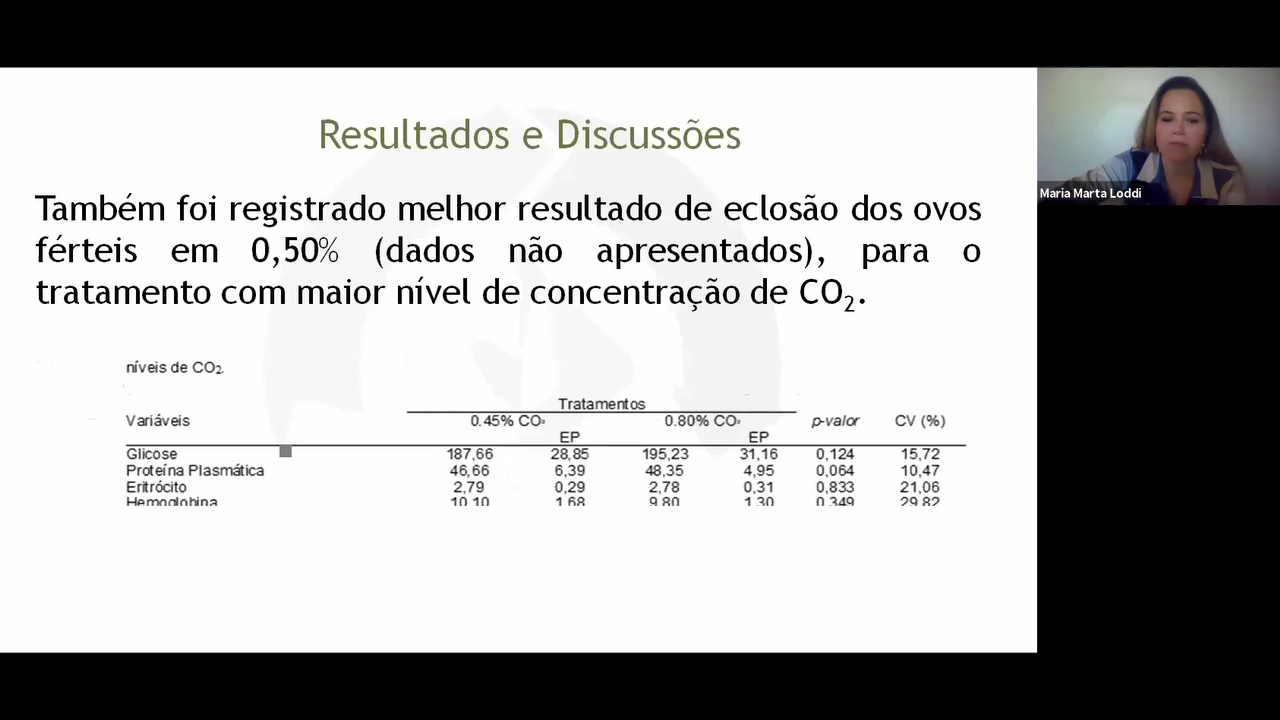 Resultados e Discussões
Também foi registrado melhor resultado de eclosão dos ovos
férteis em 0,50% (dados não apresentados), para o
tratamento com maior nível de concentração de CO2.
níveis de CO2.
Tratamentos
Variáveis 0.45% CO2 0.80% CO2 p-valor CV (%)
EP EP
Glicose 187,66 28,85 195,23 31,16 0,124 15,72
Proteína Plasmática 46,66 6,39 48,35 4,95 0,064 10,47
Eritrócito 2,79 0,29 2,78 0,31 0,833 21,06
Hemoglobina 10,10 1,68 9,80 1,30 0,349 29,82
Maria Marta Loddi